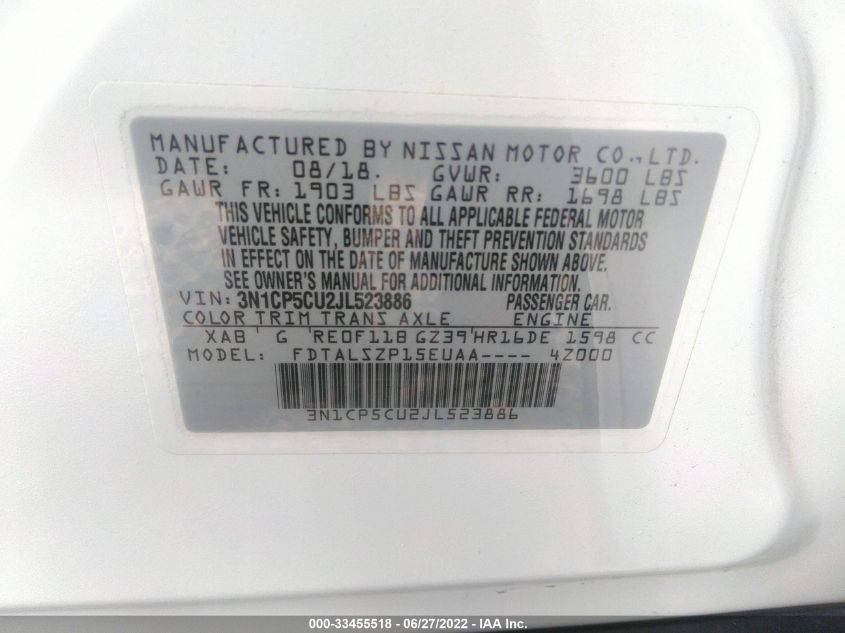 MANUFACTURED BY NISSAN MOTOR CO., LTD.
DATE: 08/18. GVWR: 3600 LBS
GAWR FR: 1903 LBS GAWR RR: 1698 LBS
THIS VEHICLE CONFORMS TO ALL APPLICABLE FEDERAL MOTOR
VEHICLE SAFETY, BUMPER AND THEFT PREVENTION STANDARDS
IN EFFECT ON THE DATE OF MANUFACTURE SHOWN ABOVE.
SEE OWNER'S MANUAL FOR ADDITIONAL INFORMATION.
VIN: 3N1CP5CU2JL523886 PASSENGER CAR.
COLOR TRIM TRANS AXLE ENGINE
XAB G RE0F11B GZ39 HR16DE 1598 CC
MODEL: FDTALSZP15EUAA---- 4Z000
3N1CP5CU2JL523886
000-33455518 - 06/27/2022 - IAA Inc.